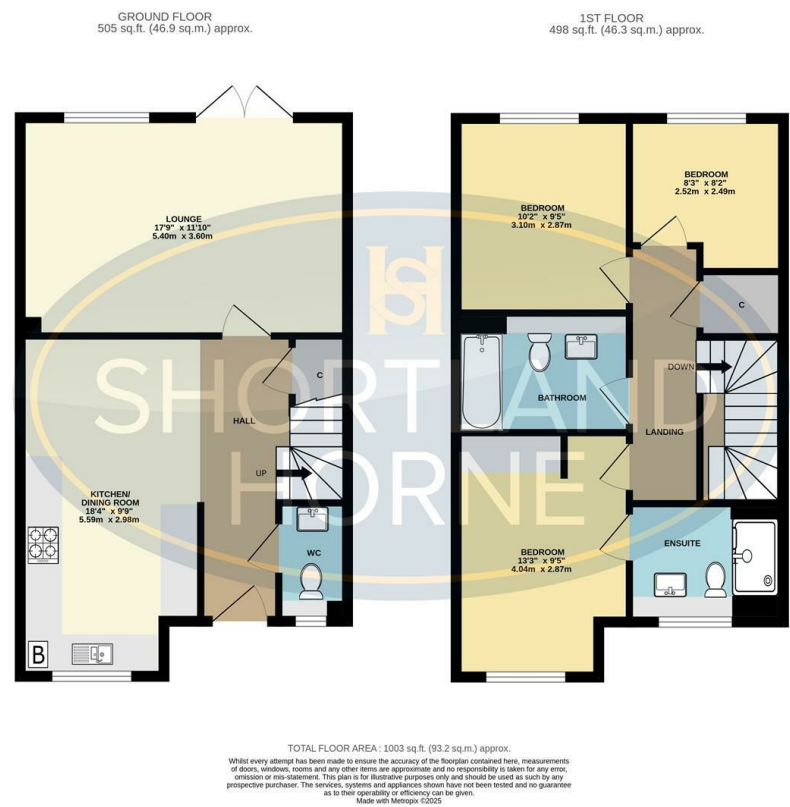 GROUND FLOOR
505 sq.ft. (46.9 sq.m.) approx.
1ST FLOOR
498 sq.ft. (46.3 sq.m.) approx.
LOUNGE
17'9" x 11'10"
5.40m x 3.60m
BEDROOM
10'2" x 9'5"
3.10m x 2.87m
BEDROOM
8'3" x 8'2"
2.52m x 2.49m
C
C
HALL
UP
KITCHEN/
DINING ROOM
18'4" x 9'9"
5.59m x 2.98m
WC
B
BATHROOM
DOWN
LANDING
BEDROOM
13'3" x 9'5"
4.04m x 2.87m
ENSUITE
SH
SHORTLAND
HORNE
TOTAL FLOOR AREA : 1003 sq.ft. (93.2 sq.m.) approx.
Whilst every attempt has been made to ensure the accuracy of the floorplan contained here, measurements
of doors, windows, rooms and any other items are approximate and no responsibility is taken for any error,
omission or mis-statement. This plan is for illustrative purposes only and should be used as such by any
prospective purchaser. The services, systems and appliances shown have not been tested and no guarantee
as to their operability or efficiency can be given.
Made with Metropix ©2025